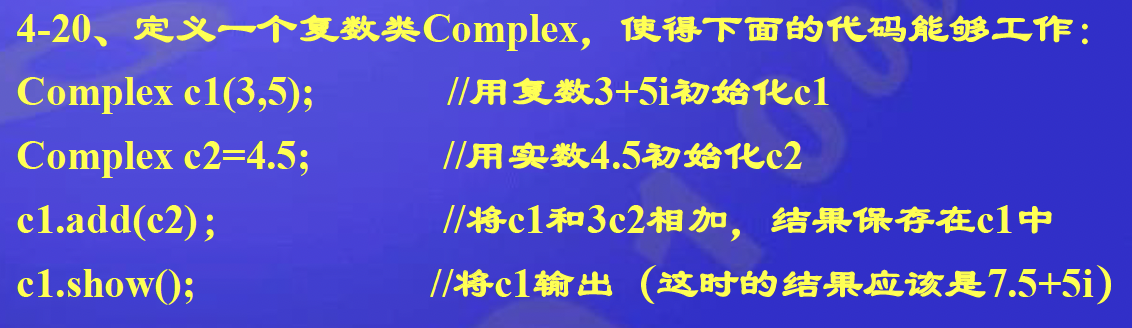 4-20、定义一个复数类Complex，使得下面的代码能够工作：
Complex c1(3,5); //用复数3+5i初始化c1
Complex c2=4.5; //用实数4.5初始化c2
c1.add(c2)； //将c1和3c2相加，结果保存在c1中
c1.show(); //将c1输出（这时的结果应该是7.5+5i）